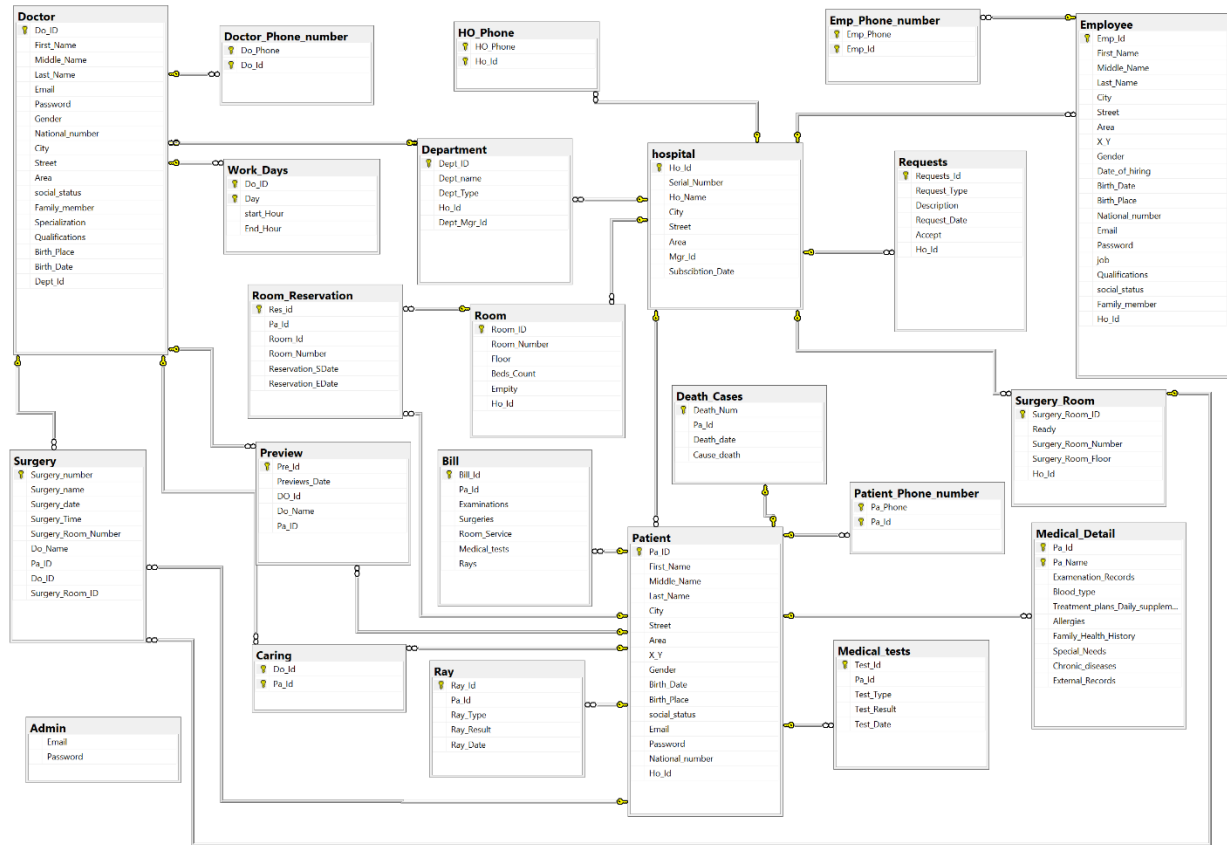 Doctor
Do_ID
First_Name
Middle_Name
Last_Name
Email
Password
Gender
National_number
City
Street
Area
social_status
Family_member
Specialization
Qualifications
Birth_Place
Birth_Date
Dept_Id
Doctor_Phone_number
Do_Phone
Do_Id
HO_Phone
HO_Phone
Ho_Id
Emp_Phone_number
Emp_Phone
Emp_Id
Employee
Emp_Id
First_Name
Middle_Name
Last_Name
City
Street
Area
X_Y
Gender
Date_of_hiring
Birth_Date
Birth_Place
National_number
Email
Password
job
Qualifications
social_status
Family_member
Ho_Id
Work_Days
Do_ID
Day
start_Hour
End_Hour
Department
Dept_ID
Dept_name
Dept_Type
Ho_Id
Dept_Mgr_Id
hospital
Ho_Id
Serial_Number
Ho_Name
City
Street
Area
Mgr_Id
Subscibtion_Date
Requests
Requests_Id
Request_Type
Description
Request_Date
Accept
Ho_Id
Room_Reservation
Res_id
Pa_Id
Room_Id
Room_Number
Reservation_SDate
Reservation_EDate
Room
Room_ID
Room_Number
Floor
Beds_Count
Empity
Ho_Id
Death_Cases
Death_Num
Pa_Id
Death_date
Cause_death
Surgery_Room
Surgery_Room_ID
Ready
Surgery_Room_Number
Surgery_Room_Floor
Ho_Id
Surgery
Surgery_number
Surgery_name
Surgery_date
Surgery_Time
Surgery_Room_Number
Do_Name
Pa_ID
Do_ID
Surgery_Room_ID
Preview
Pre_Id
Previews_Date
DO_Id
Do_Name
Pa_ID
Bill
Bill_Id
Pa_Id
Examinations
Surgeries
Room_Service
Medical_tests
Rays
Patient_Phone_number
Pa_Phone
Pa_Id
Patient
Pa_ID
First_Name
Middle_Name
Last_Name
City
Street
Area
X_Y
Gender
Birth_Date
Birth_Place
social_status
Email
Password
National_number
Ho_Id
Medical_Detail
Pa_Id
Pa_Name
Examenation_Records
Blood_type
Treatment_plans_Daily_supplem...
Allergies
Family_Health_History
Special_Needs
Chronic_diseases
External_Records
Caring
Do_Id
Pa_Id
Ray
Ray_Id
Pa_Id
Ray_Type
Ray_Result
Ray_Date
Medical_tests
Test_Id
Pa_Id
Test_Type
Test_Result
Test_Date
Admin
Email
Password